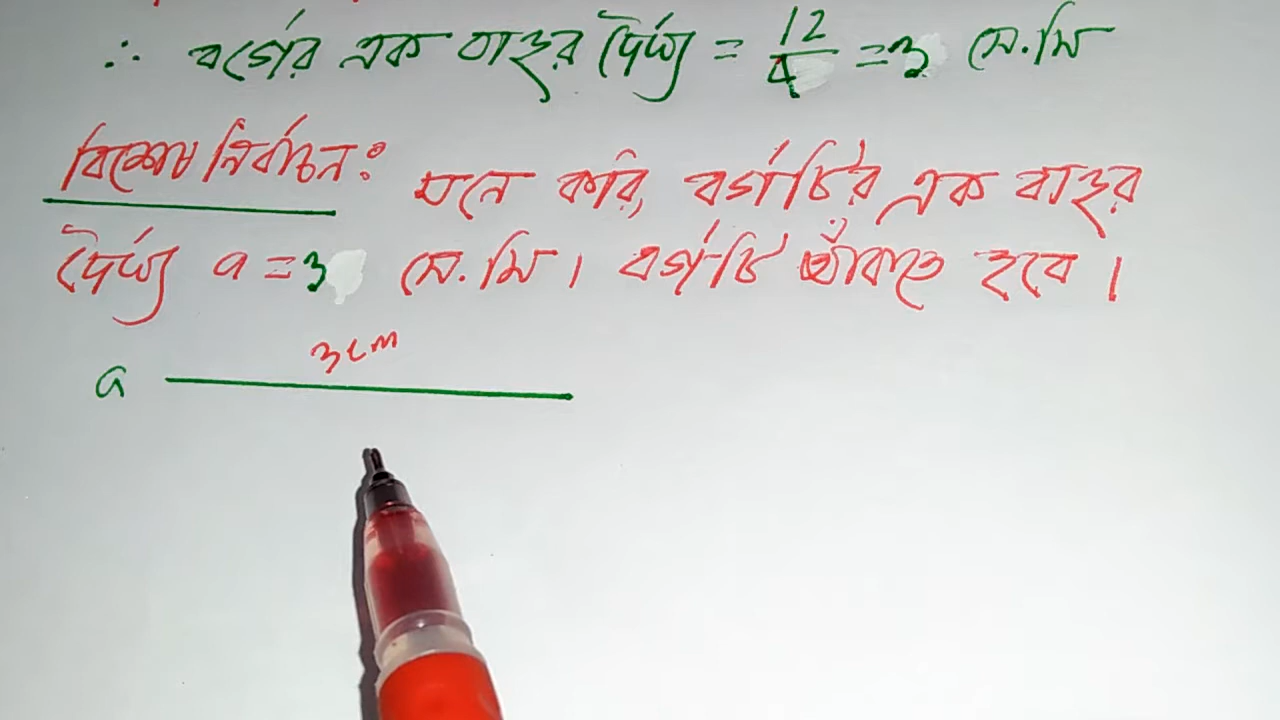 ∴ বর্গের এক বাহুর দৈর্ঘ্য = 12/4 = 3 সে.মি
বিশেষ নির্বচন: মনে করি, বর্গটির এক বাহুর
দৈর্ঘ্য a = 3 সে.মি। বর্গটি আঁকতে হবে।
3cm
a